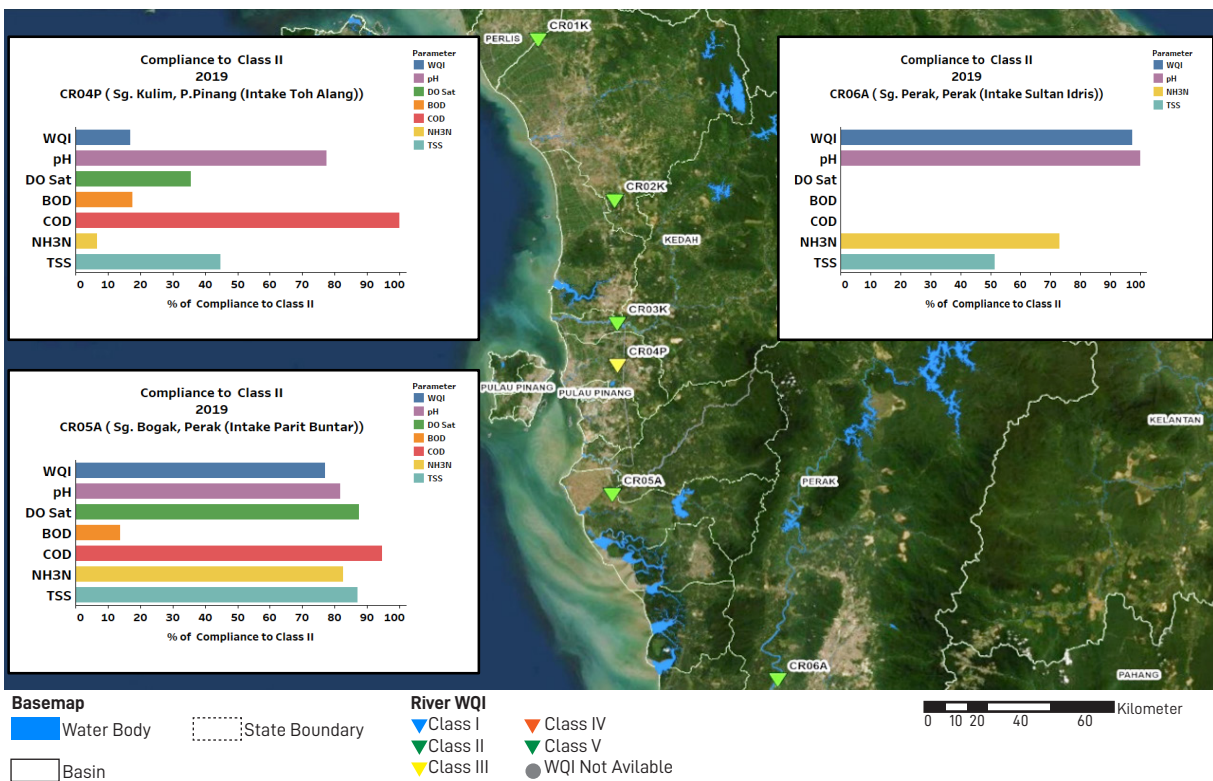 Compliance to Class II
2019
CR04P ( Sg. Kulim, P.Pinang (Intake Toh Alang))
Parameter
WQI
pH
DO Sat
BOD
COD
NH3N
TSS
WQI
pH
DO Sat
BOD
COD
NH3N
TSS
0 10 20 30 40 50 60 70 80 90 100
% of Compliance to Class II
Compliance to Class II
2019
CR05A ( Sg. Bogak, Perak (Intake Parit Buntar))
Parameter
WQI
pH
DO Sat
BOD
COD
NH3N
TSS
WQI
pH
DO Sat
BOD
COD
NH3N
TSS
0 10 20 30 40 50 60 70 80 90 100
% of Compliance to Class II
CR01K
PERLIS
CR02K
KEDAH
CR03K
CR04P
PULAU PINANG
PULAU PINANG
CR05A
PERAK
CR06A
KELANTAN
PAHANG
Compliance to Class II
2019
CR06A ( Sg. Perak, Perak (Intake Sultan Idris))
Parameter
WQI
pH
NH3N
TSS
WQI
pH
DO Sat
BOD
COD
NH3N
TSS
0 10 20 30 40 50 60 70 80 90 100
% of Compliance to Class II
Basemap
Water Body
State Boundary
Basin
River WQI
Class I
Class II
Class III
Class IV
Class V
WQI Not Avilable
Kilometer
0 10 20 40 60